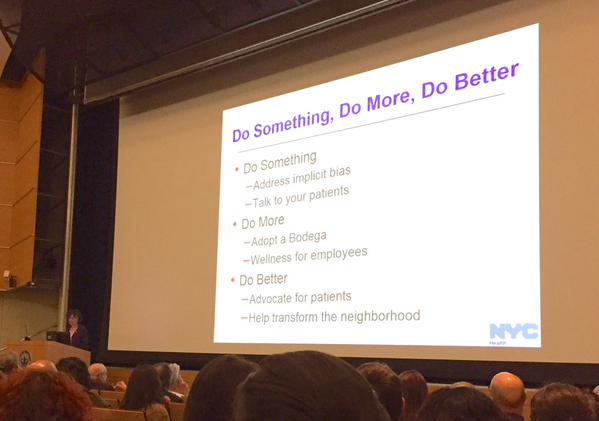 Do Something, Do More, Do Better
• Do Something
–Address implicit bias
–Talk to your patients
• Do More
–Adopt a Bodega
–Wellness for employees
• Do Better
–Advocate for patients
–Help transform the neighborhood
NYC
Health